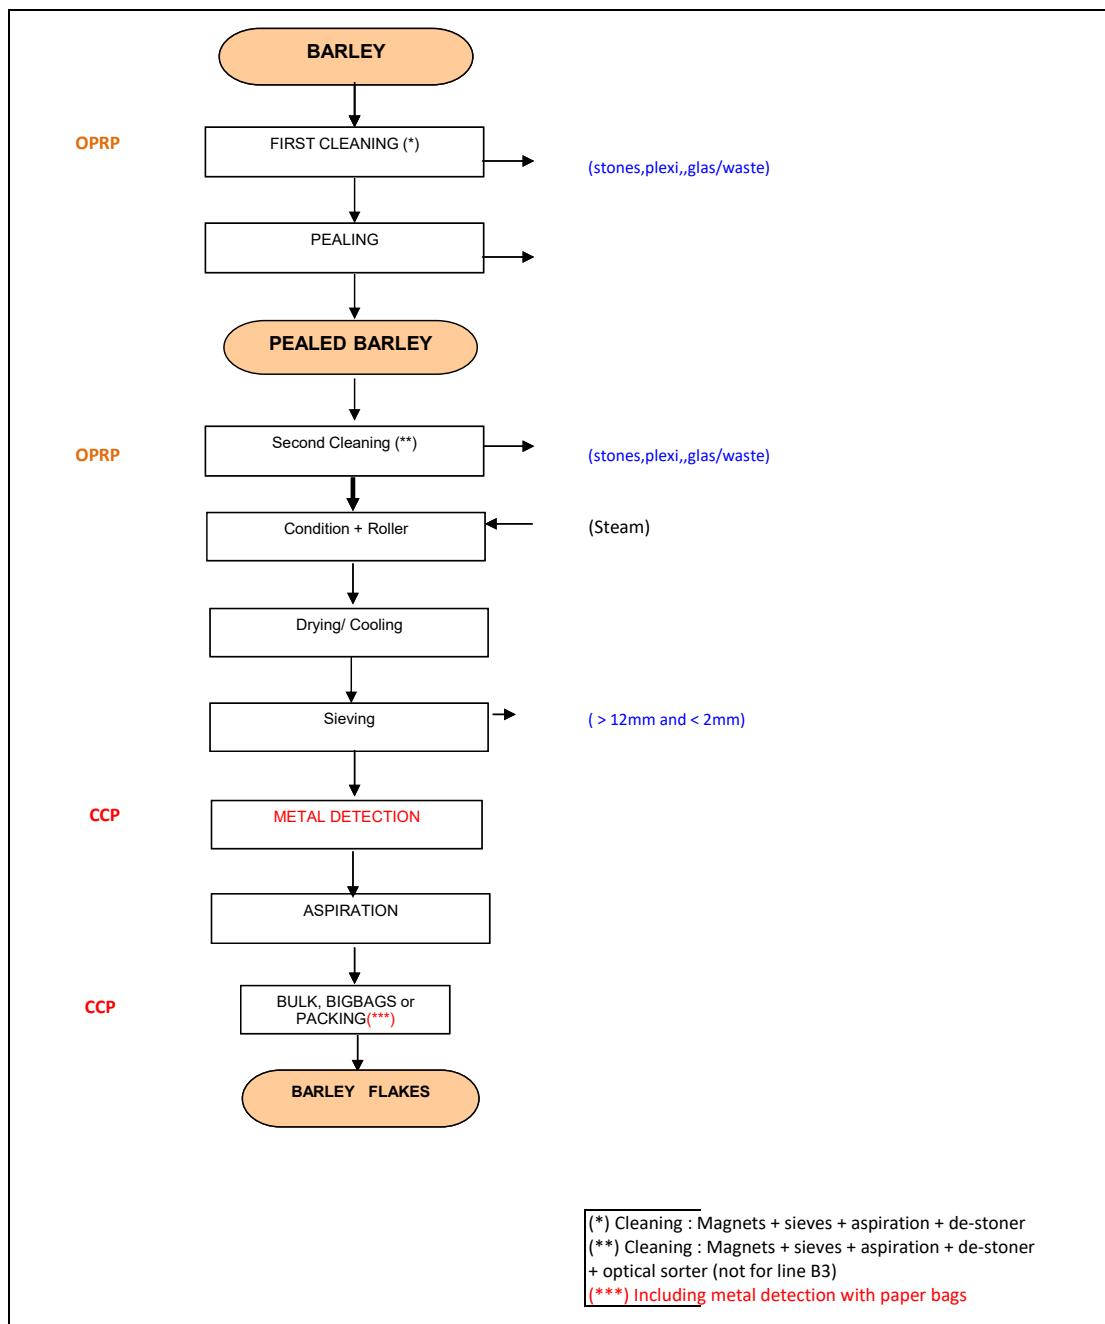 BARLEY
OPRP
FIRST CLEANING (*)
(stones,plexi,,glas/waste)
PEALING
PEALED BARLEY
Second Cleaning (**)
OPRP
(stones,plexi,,glas/waste)
Condition + Roller
(Steam)
Drying/ Cooling
Sieving
( > 12mm and < 2mm)
CCP
METAL DETECTION
ASPIRATION
CCP
BULK, BIGBAGS or
PACKING(***)
BARLEY FLAKES
(*) Cleaning : Magnets + sieves + aspiration + de-stoner
(**) Cleaning : Magnets + sieves + aspiration + de-stoner
+ optical sorter (not for line B3)
(***) Including metal detection with paper bags